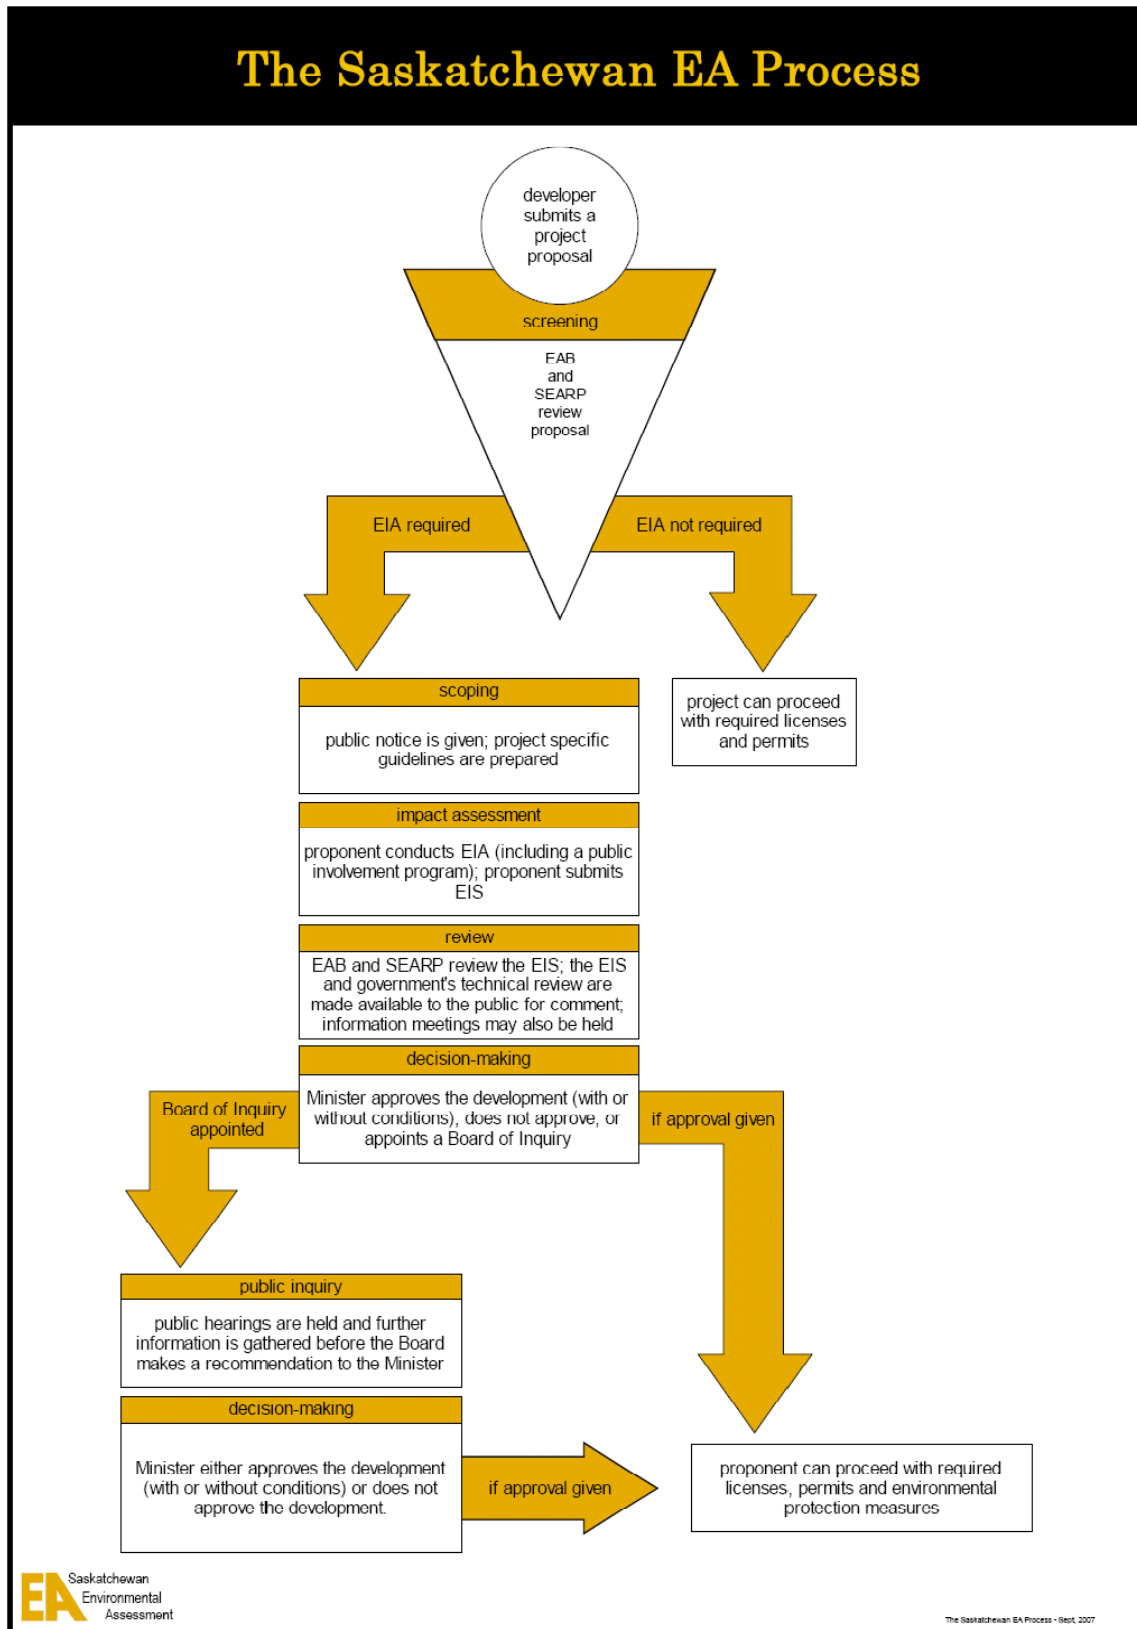 The Saskatchewan EA Process
developer
submits a
project
proposal
screening
EAB
and
SEARP
review
proposal
EIA required
EIA not required
scoping
public notice is given; project specific
guidelines are prepared
project can proceed
with required licenses
and permits
impact assessment
proponent conducts EIA (including a public
involvement program); proponent submits
EIS
review
EAB and SEARP review the EIS; the EIS
and government's technical review are
made available to the public for comment;
information meetings may also be held
decision-making
Minister approves the development (with or
without conditions), does not approve, or
appoints a Board of Inquiry
Board of Inquiry
appointed
if approval given
public inquiry
public hearings are held and further
information is gathered before the Board
makes a recommendation to the Minister
decision-making
Minister either approves the development
(with or without conditions) or does not
approve the development.
if approval given
proponent can proceed with required
licenses, permits and environmental
protection measures
EA
Saskatchewan
Environmental
Assessment
The Saskatchewan EA Process - Sept, 2007